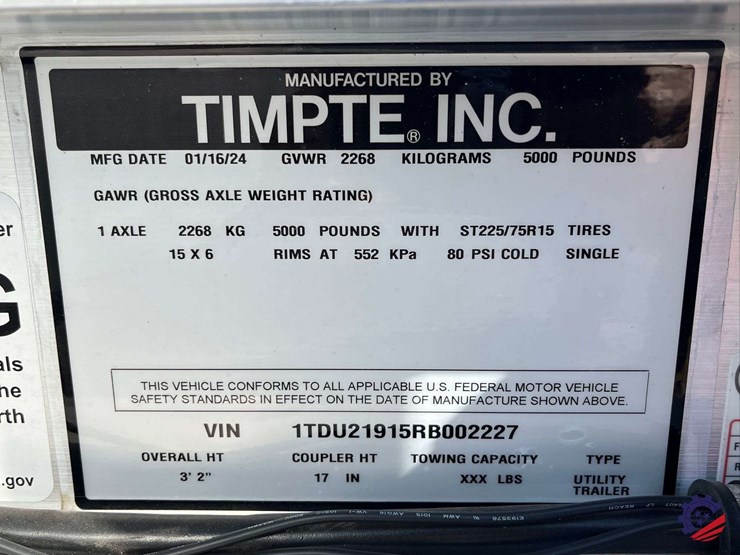 MANUFACTURED BY
TIMPTE® INC.
MFG DATE 01/16/24 GVWR 2268 KILOGRAMS 5000 POUNDS
GAWR (GROSS AXLE WEIGHT RATING)
1 AXLE 2268 KG 5000 POUNDS WITH ST225/75R15 TIRES
15 X 6 RIMS AT 552 KPa 80 PSI COLD SINGLE
THIS VEHICLE CONFORMS TO ALL APPLICABLE U.S. FEDERAL MOTOR VEHICLE
SAFETY STANDARDS IN EFFECT ON THE DATE OF MANUFACTURE SHOWN ABOVE.
VIN 1TDU21915RB002227
OVERALL HT COUPLER HT TOWING CAPACITY TYPE
3' 2" 17 IN XXX LBS UTILITY
TRAILER
er
G
als
he
rth
.gov